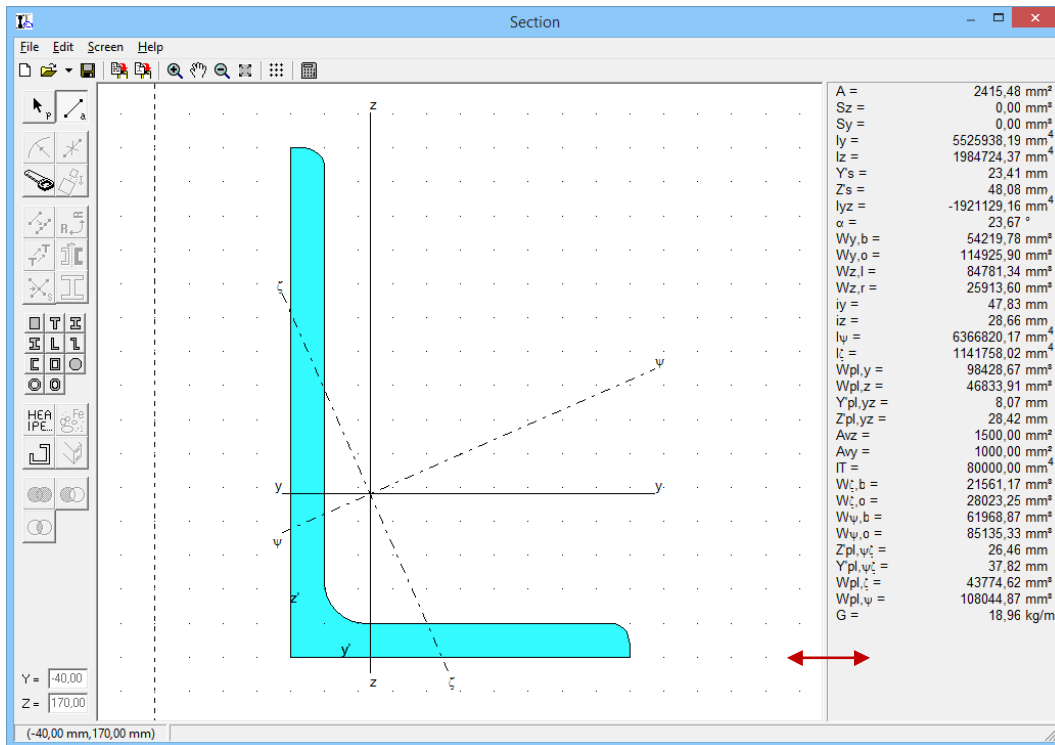 Section
File Edit Screen Help
z
ζ
ψ
y y
ψ
z'
y'
z ζ
HEA
IPE...
Fe
Y = -40,00
Z = 170,00
(-40,00 mm,170,00 mm)
A = 2415,48 mm²
Sz = 0,00 mm³
Sy = 0,00 mm³
Iy = 5525938,19 mm⁴
Iz = 1984724,37 mm⁴
Y's = 23,41 mm
Z's = 48,08 mm
Iyz = -1921129,16 mm⁴
α = 23,67 °
Wy,b = 54219,78 mm³
Wy,o = 114925,90 mm³
Wz,l = 84781,34 mm³
Wz,r = 25913,60 mm³
iy = 47,83 mm
iz = 28,66 mm
Iψ = 6366820,17 mm⁴
Iζ = 1141758,02 mm⁴
Wpl,y = 98428,67 mm³
Wpl,z = 46833,91 mm³
Y'pl,yz = 8,07 mm
Z'pl,yz = 28,42 mm
Avz = 1500,00 mm²
Avy = 1000,00 mm²
IT = 80000,00 mm⁴
Wζ,b = 21561,17 mm³
Wζ,o = 28023,25 mm³
Wψ,b = 61968,87 mm³
Wψ,o = 85135,33 mm³
Z'pl,ψζ = 26,46 mm
Y'pl,ψζ = 37,82 mm
Wpl,ζ = 43774,62 mm³
Wpl,ψ = 108044,87 mm³
G = 18,96 kg/m